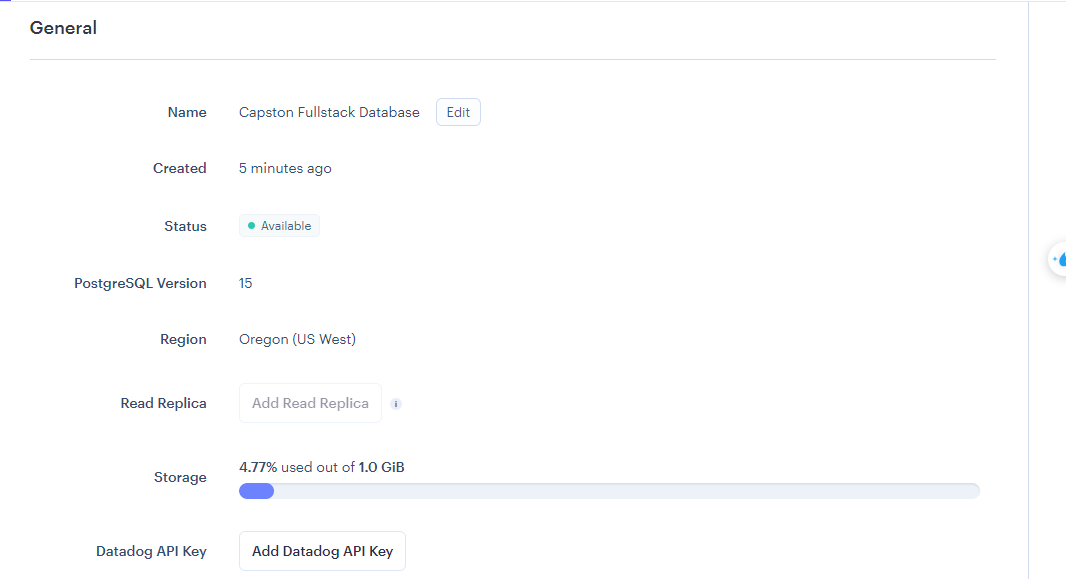 General
Name Capston Fullstack Database Edit
Created 5 minutes ago
Status Available
PostgreSQL Version 15
Region Oregon (US West)
Read Replica Add Read Replica i
4.77% used out of 1.0 GiB
Storage
Datadog API Key Add Datadog API Key